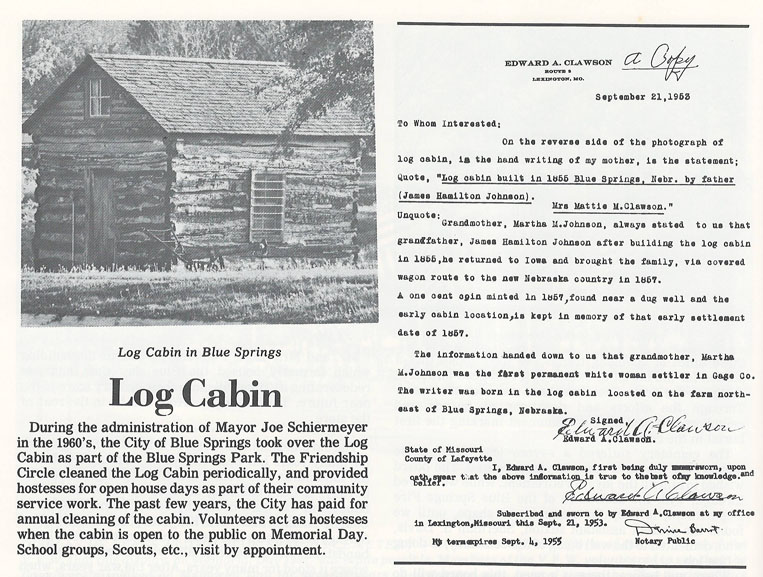 Log Cabin in Blue Springs
Log Cabin
During the administration of Mayor Joe Schiermeyer
in the 1960's, the City of Blue Springs took over the Log
Cabin as part of the Blue Springs Park. The Friendship
Circle cleaned the Log Cabin periodically, and provided
hostesses for open house days as part of their community
service work. The past few years, the City has paid for
annual cleaning of the cabin. Volunteers act as hostesses
when the cabin is open to the public on Memorial Day.
School groups, Scouts, etc., visit by appointment.
EDWARD A. CLAWSON a Copy
ROUTE
LEXINGTON, MO.
September 21,1953
To Whom Interested;
On the reverse side of the photograph of
log cabin, in the hand writing of my mother, is the statement;
Quote, "Log cabin built in 1855 Blue Springs, Nebr. by father
(James Hamilton Johnson).
Mrs Mattie M.Clawson."
Unquote:
Grandmother, Martha M.Johnson, always stated to us that
grandfather, James Hamilton Johnson after building the log cabin
in 1855,he returned to Iowa and brought the family, via covered
wagon route to the new Nebraska country in 1857.
A one cent opin minted in 1857,found near a dug well and the
early cabin location,is kept in memory of that early settlement
date of 1857.
The information handed down to us that grandmother, Martha
M.Johnson was the first permanent white woman settler in Gage Co.
The writer was born in the log cabin located on the farm north-
east of Blue Springs, Nebraska.
Signed,
Edward A Clawson
Edward A.Clawson.
State of Missouri
County of Lafayette
I, Edward A. Clawson, first being duly sworn, upon
oath,swear that the above information is true to the best of my knowledge.and
belief.
Edward A Clawson
Subscribed and sworn to by Edward A,Clawson at my office
in Lexington,Missouri this Sept. 21, 1953.
My term expires Sept. 4, 1955
Notary Public